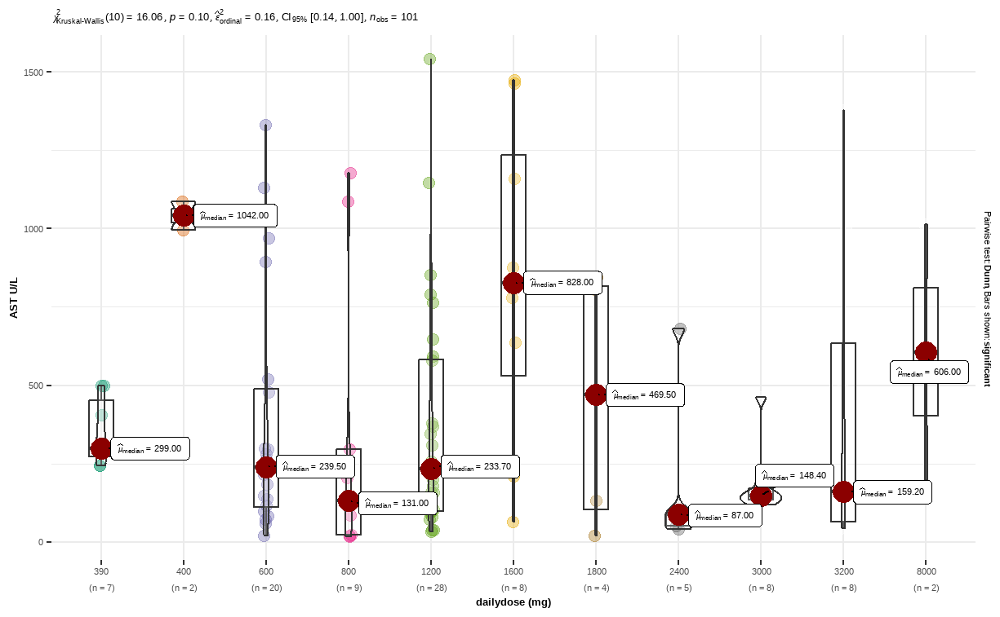 χ²Kruskal-Wallis(10) = 16.06, p = 0.10, ε̂²ordinal = 0.16, CI95% [0.14, 1.00], nobs = 101
1500
1000
500
0
AST U/L
μ̂median = 299.00
μ̂median = 1042.00
μ̂median = 239.50
μ̂median = 131.00
μ̂median = 233.70
μ̂median = 828.00
μ̂median = 469.50
μ̂median = 87.00
μ̂median = 148.40
μ̂median = 159.20
μ̂median = 606.00
Pairwise test: Dunn, Bars shown: significant
390 400 600 800 1200 1600 1800 2400 3000 3200 8000
(n = 7) (n = 2) (n = 20) (n = 9) (n = 28) (n = 8) (n = 4) (n = 5) (n = 8) (n = 8) (n = 2)
dailydose (mg)